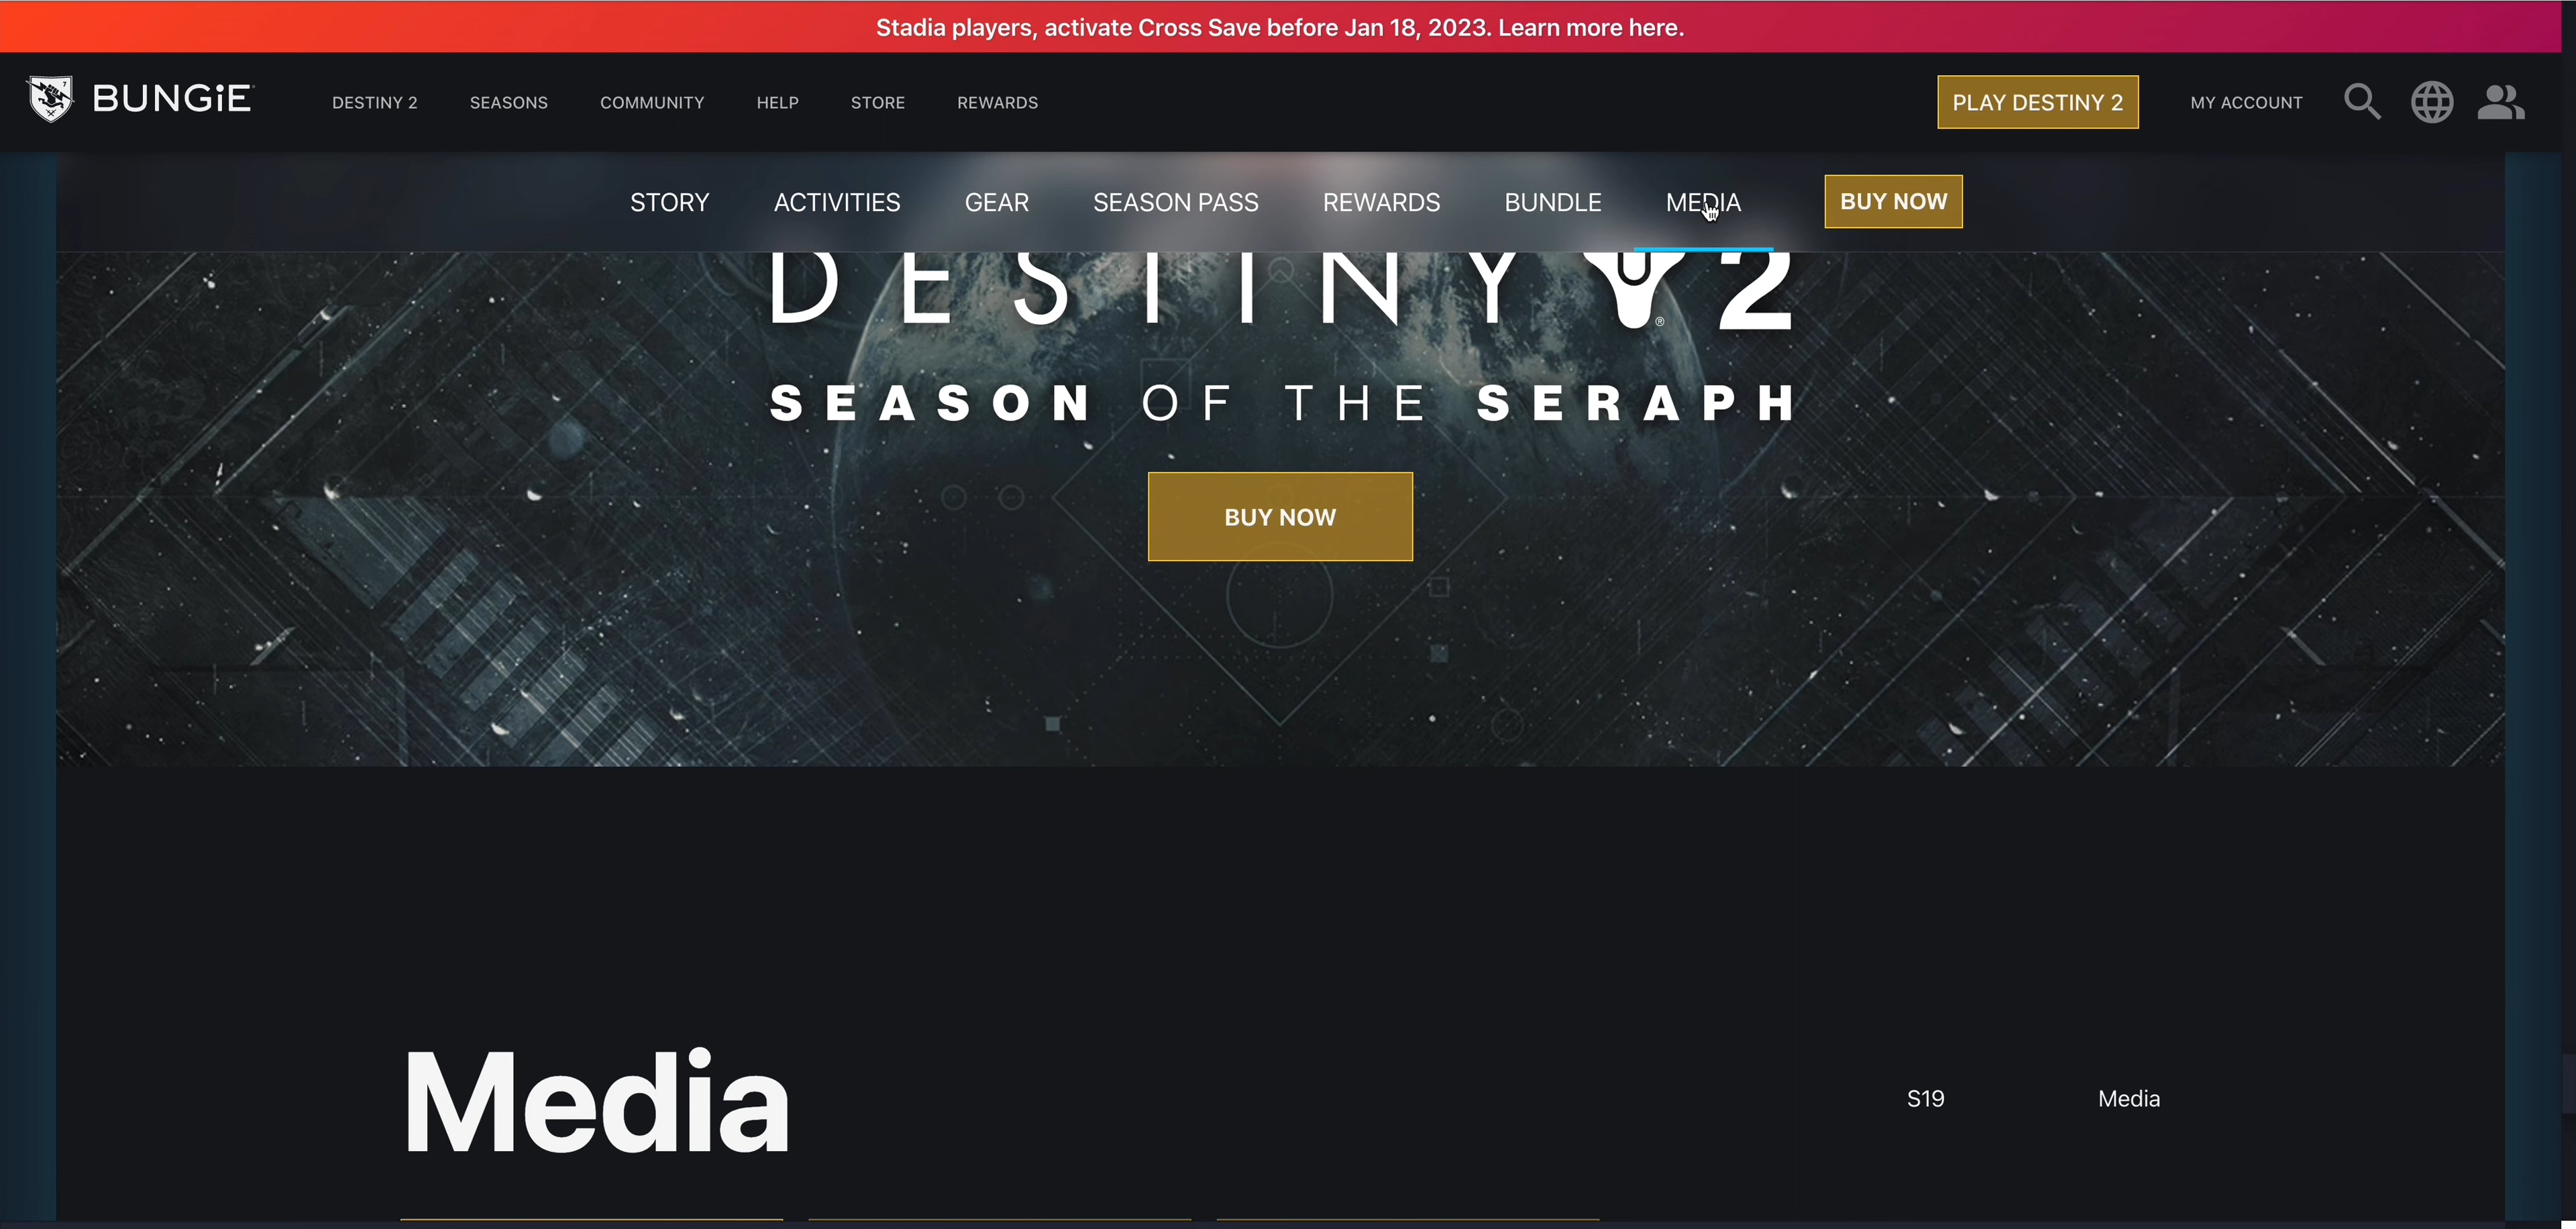 Stadia players, activate Cross Save before Jan 18, 2023. Learn more here.
BUNGiE DESTINY 2 SEASONS COMMUNITY HELP STORE REWARDS PLAY DESTINY 2 MY ACCOUNT
STORY ACTIVITIES GEAR SEASON PASS REWARDS BUNDLE MEDIA BUY NOW
DESTINY 2
SEASON OF THE SERAPH
BUY NOW
Media S19 Media